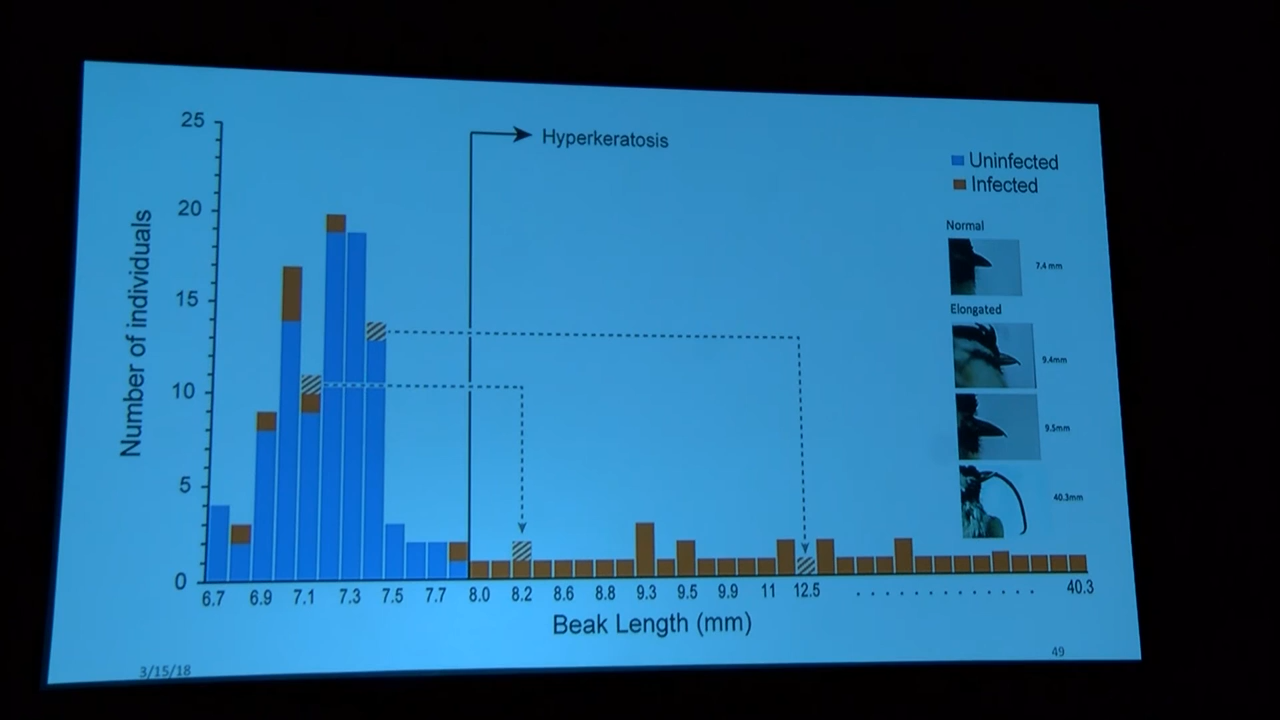 25
20
15
10
5
0
Number of individuals
Hyperkeratosis
Uninfected
Infected
Normal
7.4 mm
Elongated
9.4mm
9.5mm
40.3mm
6.7 6.9 7.1 7.3 7.5 7.7 8.0 8.2 8.6 8.8 9.3 9.5 9.9 11 12.5 . . . . . . . . . . . . 40.3
Beak Length (mm)
3/15/18
49